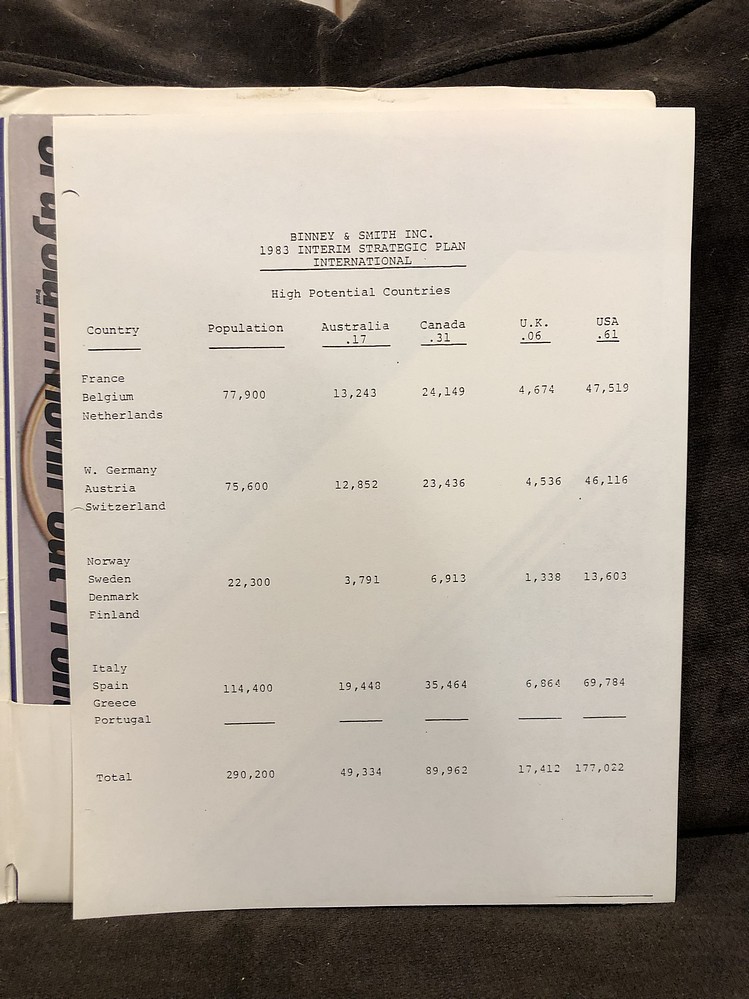 BINNEY & SMITH INC.
1983 INTERIM STRATEGIC PLAN
INTERNATIONAL
High Potential Countries
Country Population Australia Canada U.K. USA
.17 .31 .06 .61
France
Belgium 77,900 13,243 24,149 4,674 47,519
Netherlands
W. Germany
Austria 75,600 12,852 23,436 4,536 46,116
Switzerland
Norway
Sweden 22,300 3,791 6,913 1,338 13,603
Denmark
Finland
Italy
Spain 114,400 19,448 35,464 6,864 69,784
Greece
Portugal
Total 290,200 49,334 89,962 17,412 177,022